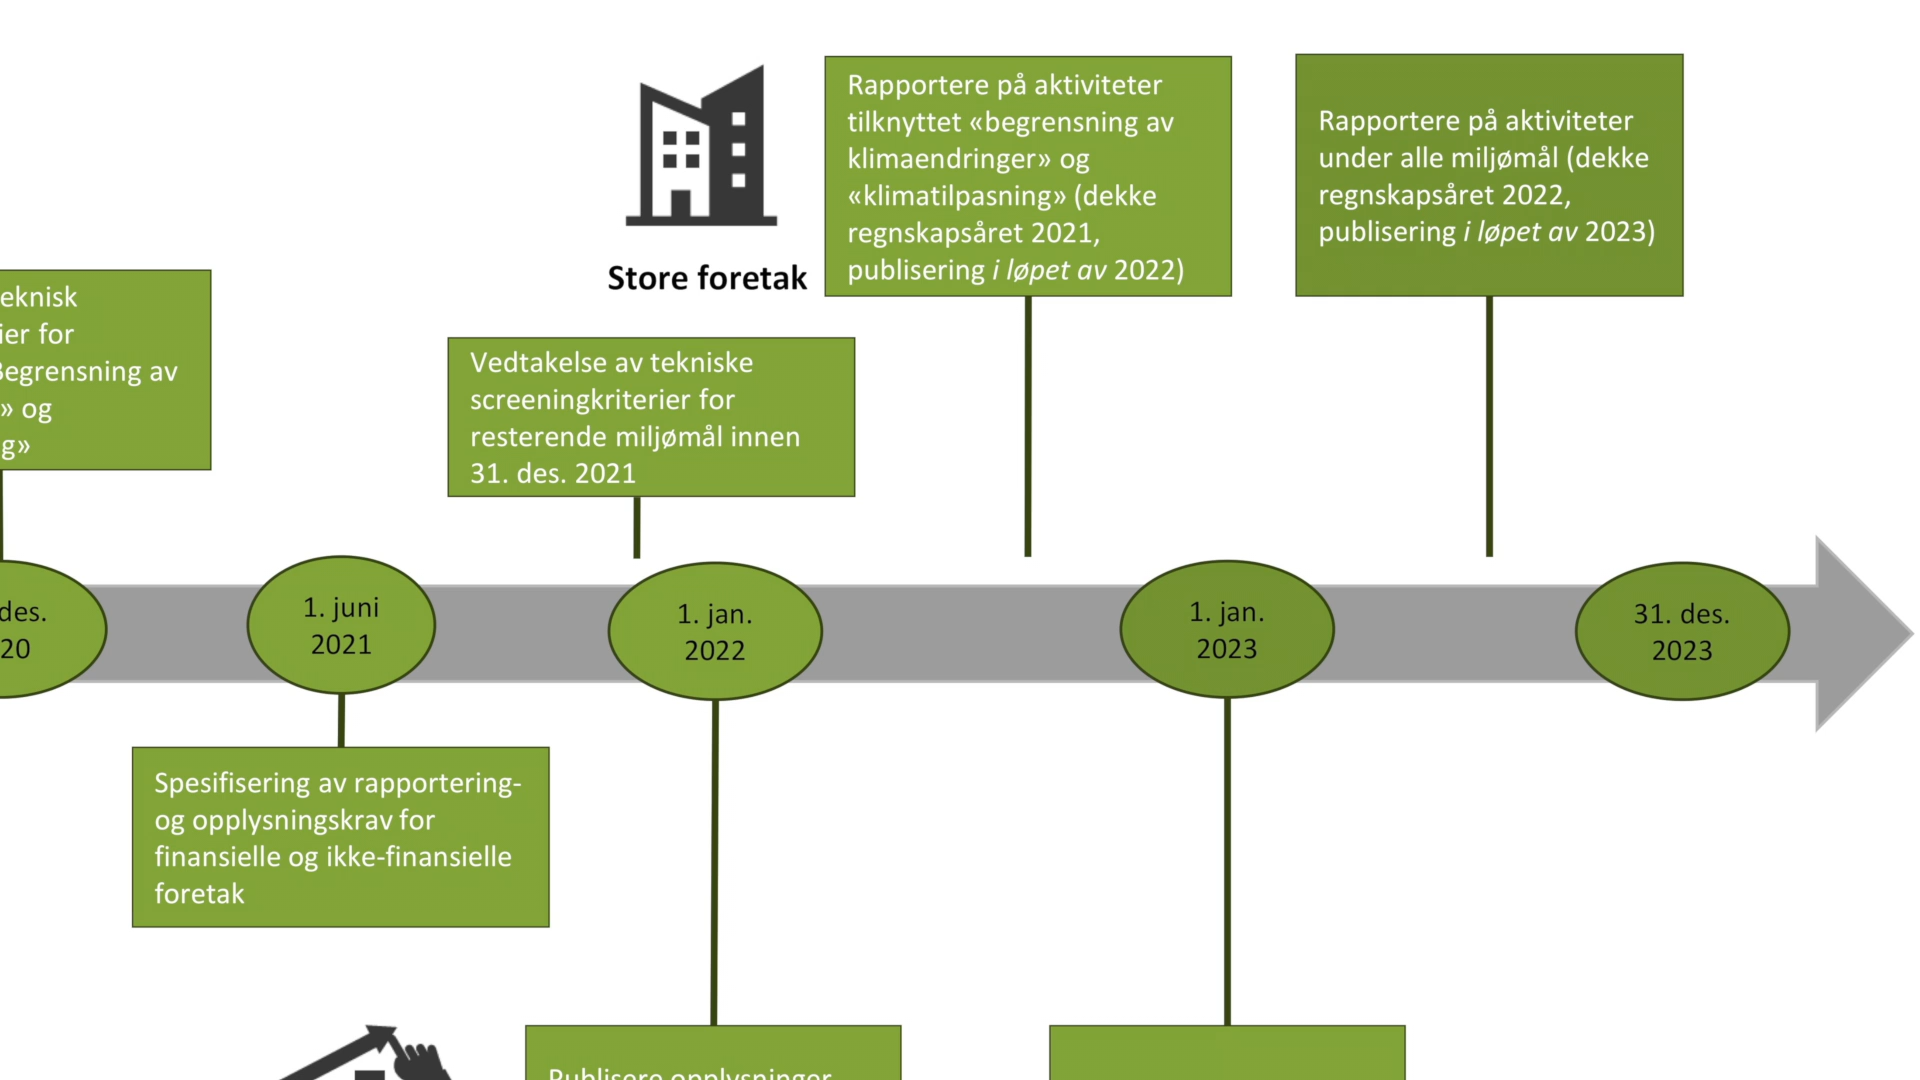 Rapportere på aktiviteter
tilknyttet «begrensning av
klimaendringer» og
«klimatilpasning» (dekke
regnskapsåret 2021,
publisering i løpet av 2022)
Rapportere på aktiviteter
under alle miljømål (dekke
regnskapsåret 2022,
publisering i løpet av 2023)
Store foretak
eknisk
ier for
Begrensning av
» og
g»
Vedtakelse av tekniske
screeningkriterier for
resterende miljømål innen
31. des. 2021
des.
20
1. juni
2021
1. jan.
2022
1. jan.
2023
31. des.
2023
Spesifisering av rapportering-
og opplysningskrav for
finansielle og ikke-finansielle
foretak
Publisere opplysninger